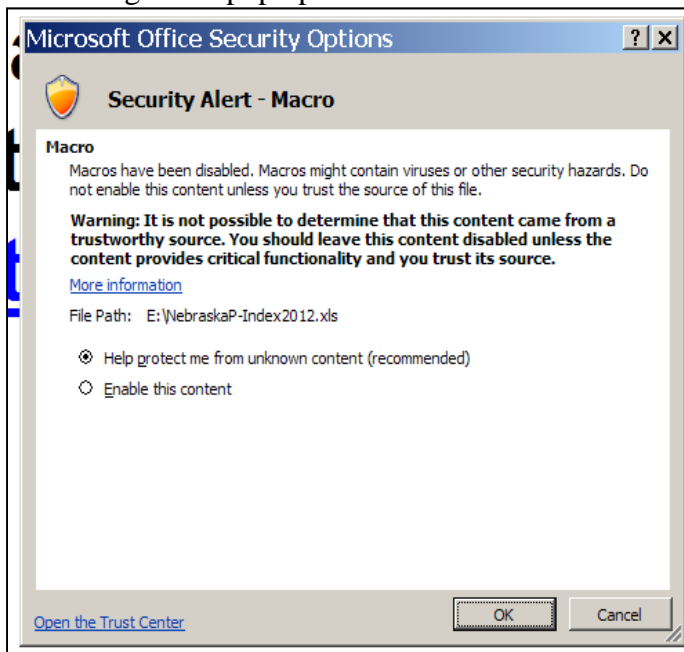 Microsoft Office Security Options
Security Alert - Macro
Macro
Macros have been disabled. Macros might contain viruses or other security hazards. Do
not enable this content unless you trust the source of this file.
Warning: It is not possible to determine that this content came from a
trustworthy source. You should leave this content disabled unless the
content provides critical functionality and you trust its source.
More information
File Path: E:\NebraskaP-Index2012.xls
Help protect me from unknown content (recommended)
Enable this content
Open the Trust Center
OK Cancel